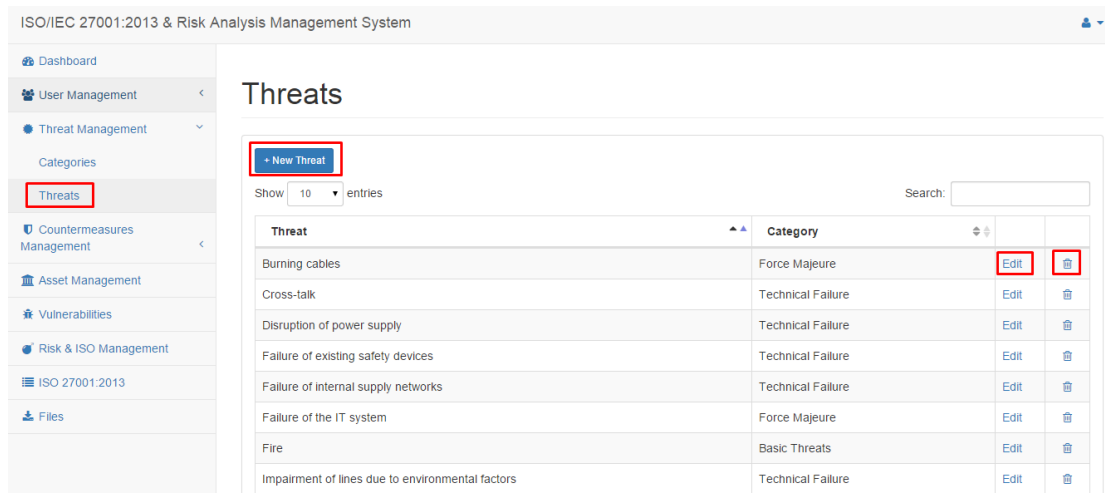 ISO/IEC 27001:2013 & Risk Analysis Management System
Dashboard
User Management
Threat Management
Categories
Threats
Countermeasures
Management
Asset Management
Vulnerabilities
Risk & ISO Management
ISO 27001:2013
Files
Threats
+ New Threat
Show 10 entries
Search:
Threat Category
Burning cables Force Majeure Edit
Cross-talk Technical Failure Edit
Disruption of power supply Technical Failure Edit
Failure of existing safety devices Technical Failure Edit
Failure of internal supply networks Technical Failure Edit
Failure of the IT system Force Majeure Edit
Fire Basic Threats Edit
Impairment of lines due to environmental factors Technical Failure Edit